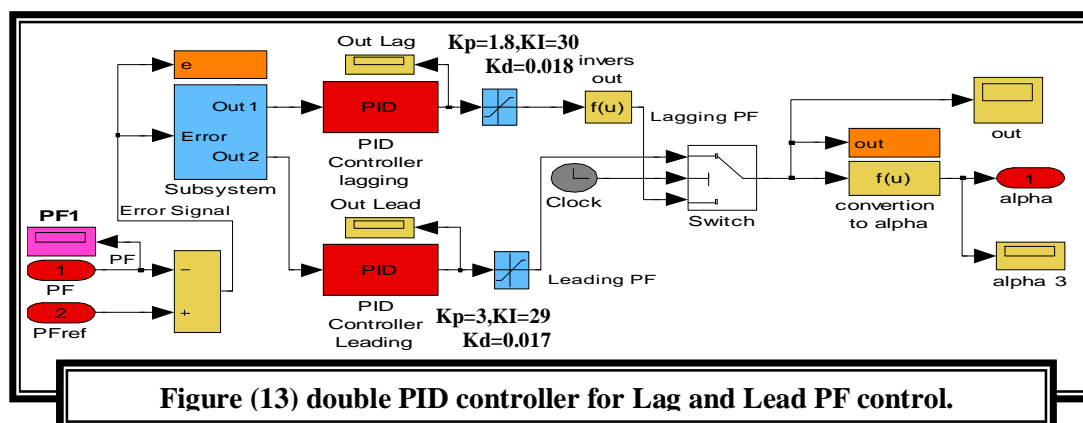 Out Lag
Kp=1.8,KI=30
Kd=0.018
invers
out
e
Out 1
Error
Out 2
Subsystem
PID
PID
Controller
lagging
f(u)
Lagging PF
out
out
f(u)
convertion
to alpha
1
alpha
Clock
Switch
Error Signal
Out Lead
PF1
PF
1
PF
2
PFref
−
+
PID
PID
Controller
Leading
Leading PF
alpha 3
Kp=3,KI=29
Kd=0.017
Figure (13) double PID controller for Lag and Lead PF control.